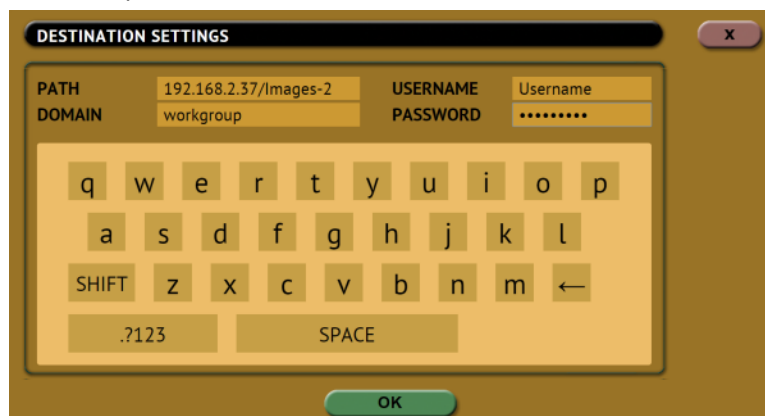 DESTINATION SETTINGS X
PATH 192.168.2.37/Images-2 USERNAME Username
DOMAIN workgroup PASSWORD •••••••••
q w e r t y u i o p
a s d f g h j k l
SHIFT z x c v b n m ←
.?123 SPACE
OK